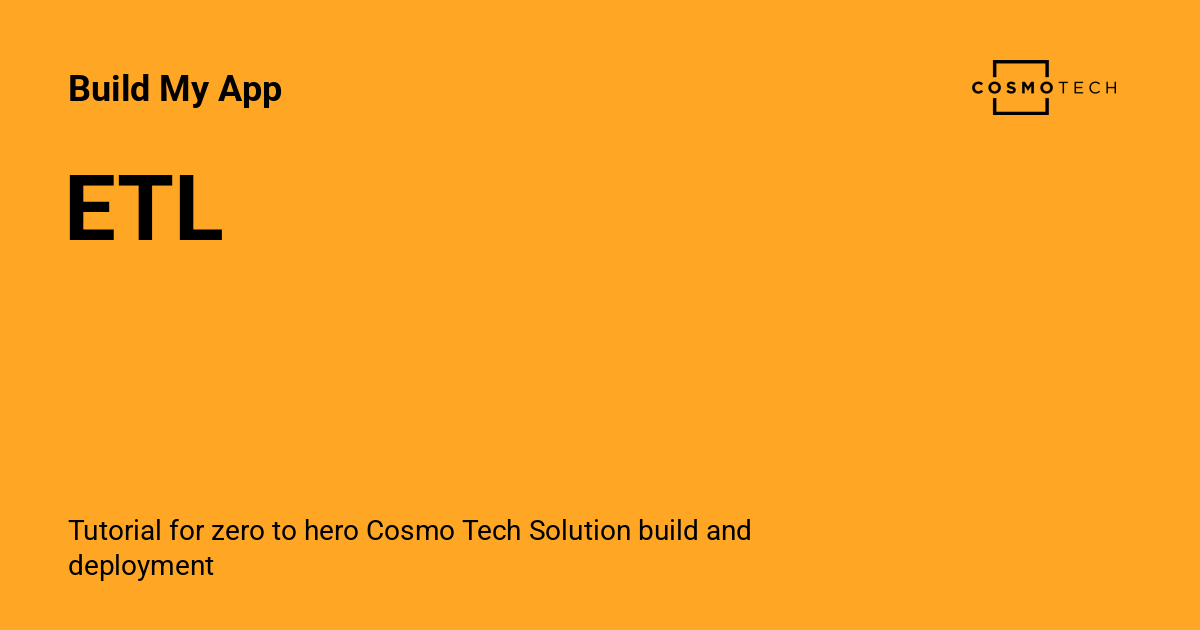 Build My App
COSMOTECH
ETL
Tutorial for zero to hero Cosmo Tech Solution build and
deployment